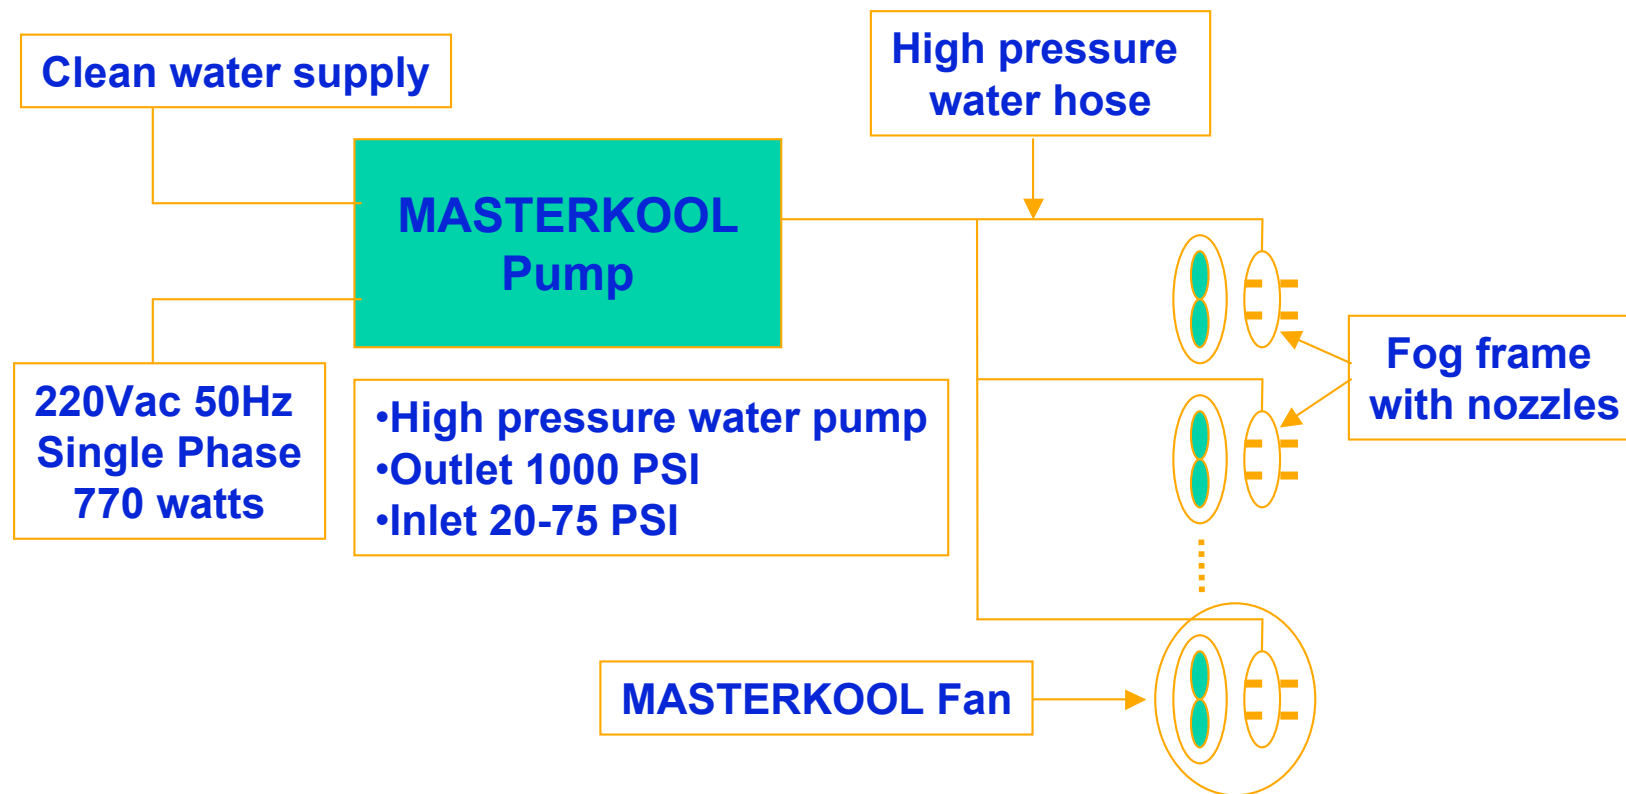 Clean water supply
High pressure
water hose
MASTERKOOL
Pump
220Vac 50Hz
Single Phase
770 watts
•High pressure water pump
•Outlet 1000 PSI
•Inlet 20-75 PSI
Fog frame
with nozzles
MASTERKOOL Fan